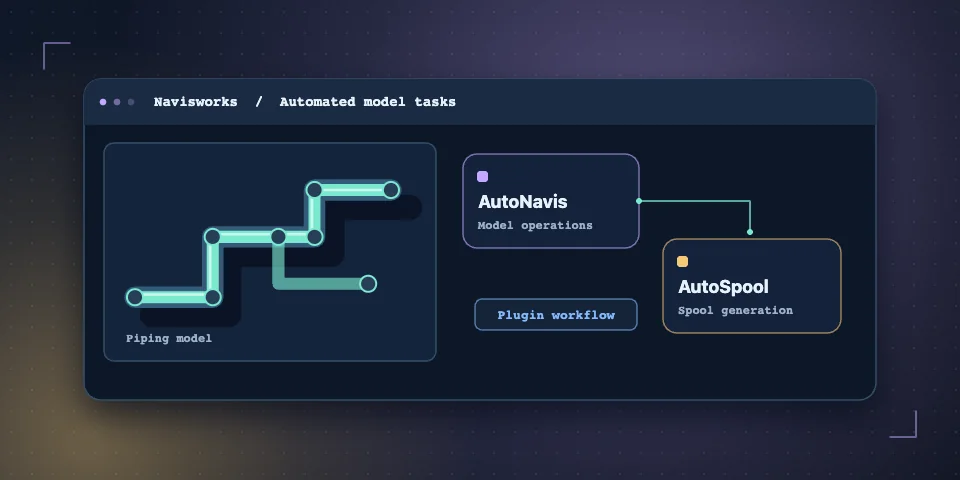 Navisworks / Automated model tasks
Piping model
AutoNavis
Model operations
Plugin workflow
AutoSpool
Spool generation